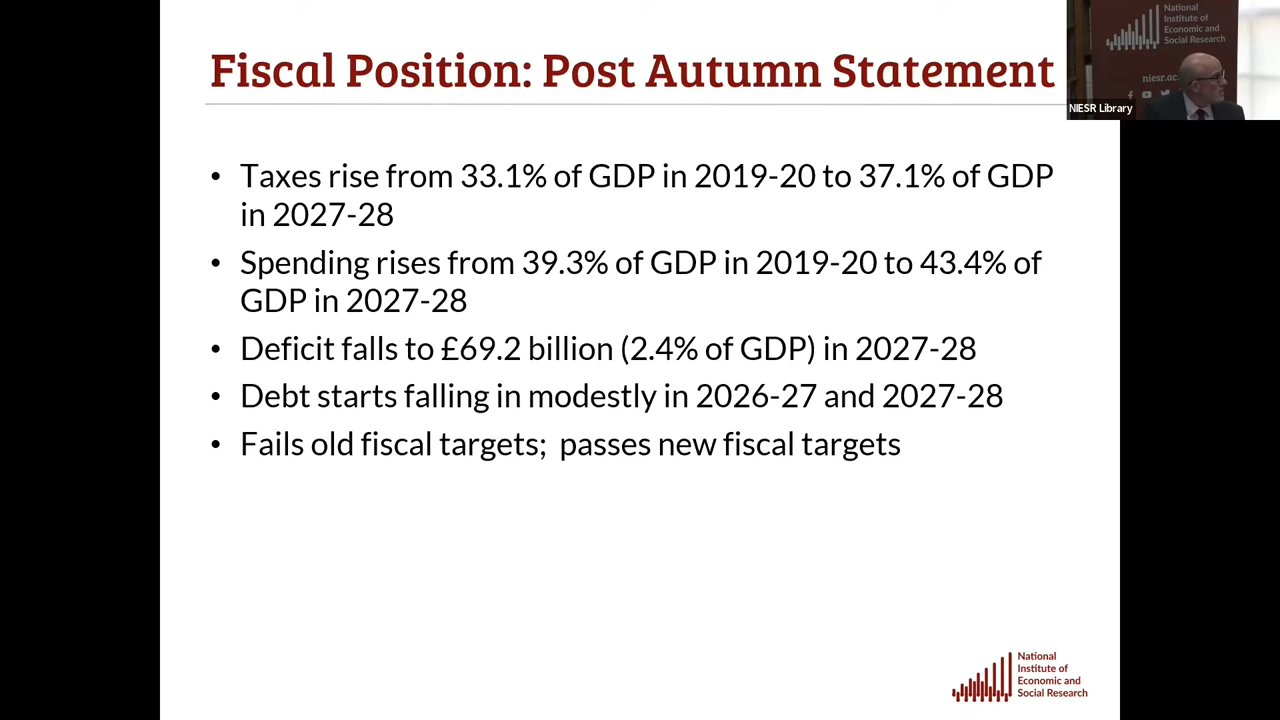 Fiscal Position: Post Autumn Statement
• Taxes rise from 33.1% of GDP in 2019-20 to 37.1% of GDP
in 2027-28
• Spending rises from 39.3% of GDP in 2019-20 to 43.4% of
GDP in 2027-28
• Deficit falls to £69.2 billion (2.4% of GDP) in 2027-28
• Debt starts falling in modestly in 2026-27 and 2027-28
• Fails old fiscal targets;  passes new fiscal targets
National
Institute of
Economic and
Social Research
niesr.ac.
NIESR Library
National
Institute of
Economic and
Social Research